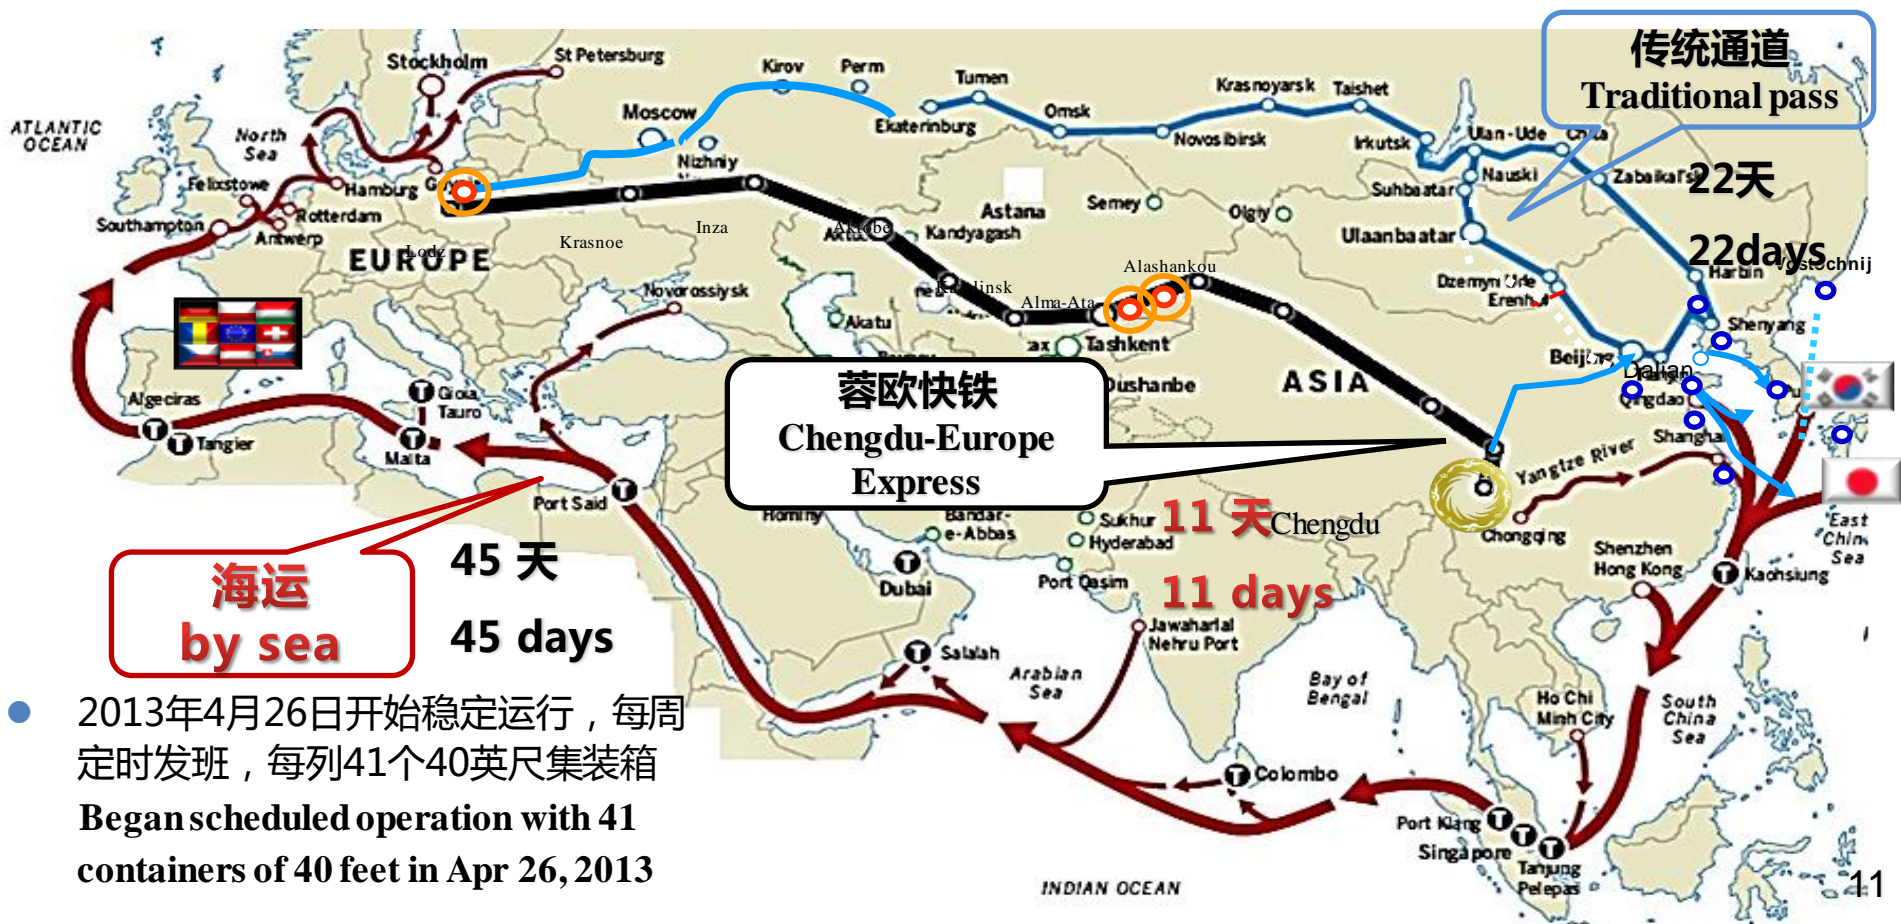 传统通道
Traditional pass
22天
22days
蓉欧快铁
Chengdu-Europe
Express
11 天
11 days
海运
by sea
45 天
45 days
2013年4月26日开始稳定运行，每周
定时发班，每列41个40英尺集装箱
Began scheduled operation with 41
containers of 40 feet in Apr 26, 2013
11
ATLANTIC
OCEAN
North
Sea
Stockholm
St Petersburg
Moscow
Kirov
Perm
Nizhniy
Ekaterinburg
Tumen
Omsk
Novosibirsk
Krasnoyarsk
Taishet
Irkutsk
Ulan-Ude
Nauski
Suhbaatar
Ulaanbaatar
Erenhot
Harbin
Vostochnij
Shenyang
Dalian
Qingdao
Shanghai
Felixstowe
Southampton
Hamburg
Rotterdam
Antwerp
EUROPE
Lodz
Krasnoe
Inza
Aktobe
Kandyagash
Astana
Semey
Olgiy
Alma-Ata
Alashankou
Tashkent
Dushanbe
ASIA
Akatu
Novorossiysk
Algeciras
Tangier
Gioia
Tauro
Malta
Port Said
Bandar-
e-Abbas
Dubai
Salalah
Sukhur
Hyderabad
Port Qasim
Jawaharlal
Nehru Port
Arabian
Sea
Bay of
Bengal
Colombo
INDIAN OCEAN
Chengdu
Chongqing
Yangtze River
Shenzhen
Hong Kong
Kaohsiung
East
China
Sea
South
China
Sea
Ho Chi
Minh City
Port Klang
Singapore
Tanjung
Pelepas